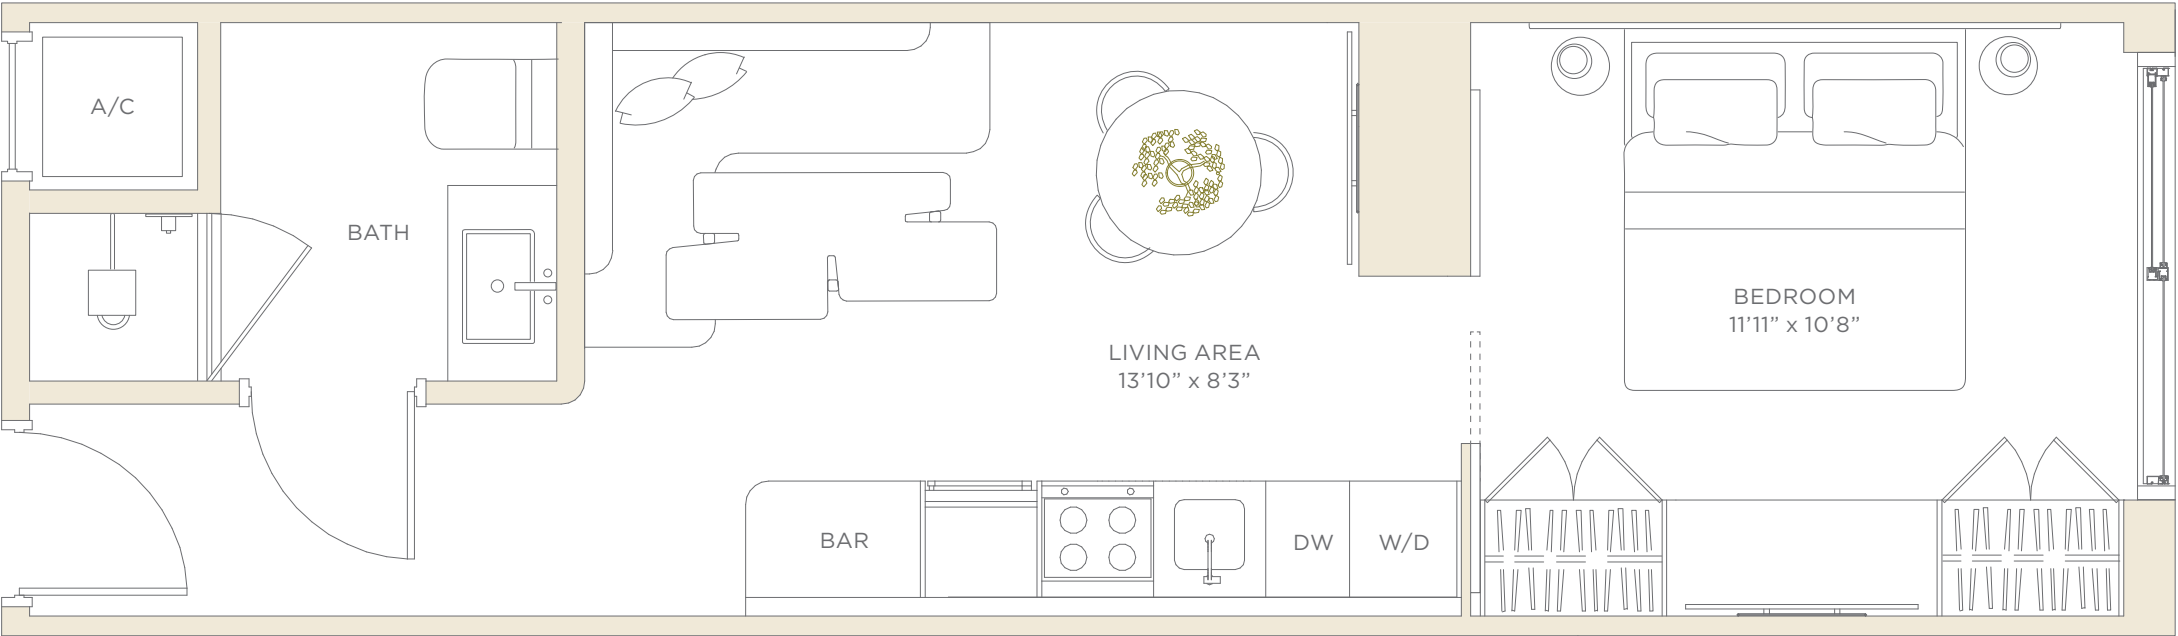 A/C
BATH
LIVING AREA
13’10” x 8’3”
BEDROOM
11’11” x 10’8”
BAR
DW
W/D